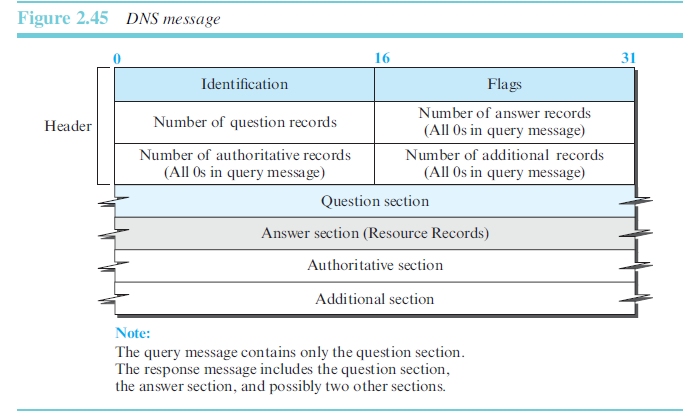 Figure 2.45 DNS message
0 16 31
Identification Flags
Header
Number of question records
Number of answer records
(All 0s in query message)
Number of authoritative records
(All 0s in query message)
Number of additional records
(All 0s in query message)
Question section
Answer section (Resource Records)
Authoritative section
Additional section
Note:
The query message contains only the question section.
The response message includes the question section,
the answer section, and possibly two other sections.